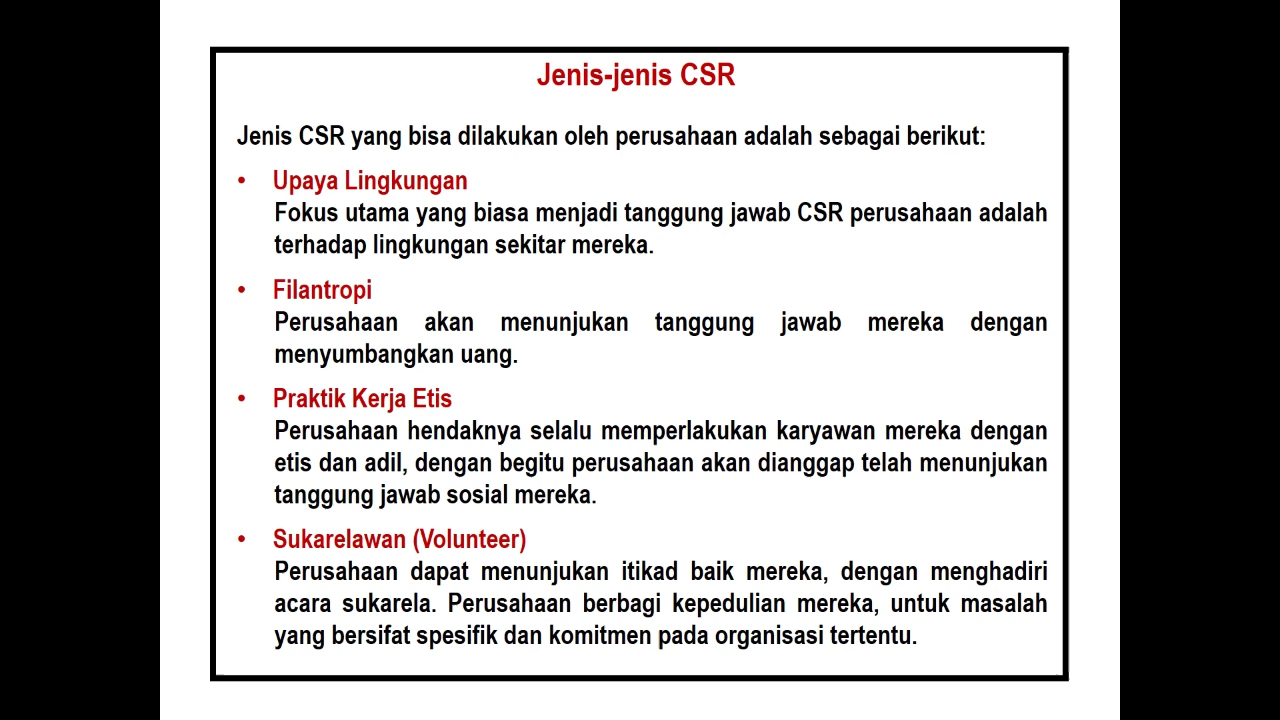 Jenis-jenis CSR
Jenis CSR yang bisa dilakukan oleh perusahaan adalah sebagai berikut:
• Upaya Lingkungan
Fokus utama yang biasa menjadi tanggung jawab CSR perusahaan adalah
terhadap lingkungan sekitar mereka.
• Filantropi
Perusahaan akan menunjukan tanggung jawab mereka dengan
menyumbangkan uang.
• Praktik Kerja Etis
Perusahaan hendaknya selalu memperlakukan karyawan mereka dengan
etis dan adil, dengan begitu perusahaan akan dianggap telah menunjukan
tanggung jawab sosial mereka.
• Sukarelawan (Volunteer)
Perusahaan dapat menunjukan itikad baik mereka, dengan menghadiri
acara sukarela. Perusahaan berbagi kepedulian mereka, untuk masalah
yang bersifat spesifik dan komitmen pada organisasi tertentu.